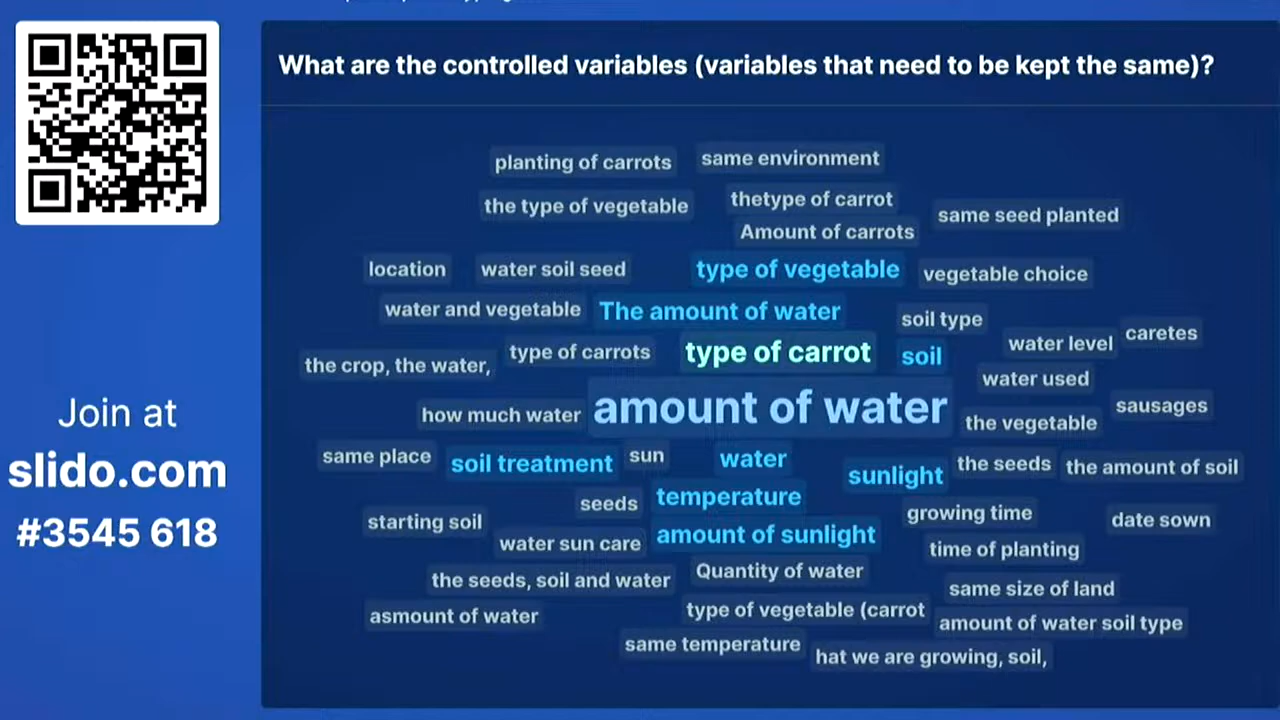 What are the controlled variables (variables that need to be kept the same)?
planting of carrots
same environment
the type of vegetable
thetype of carrot
same seed planted
Amount of carrots
location
water soil seed
type of vegetable
vegetable choice
water and vegetable
The amount of water
soil type
water level
caretes
the crop, the water,
type of carrots
type of carrot
soil
water used
how much water
amount of water
the vegetable
sausages
same place
soil treatment
sun
water
sunlight
the seeds
the amount of soil
seeds
temperature
growing time
date sown
starting soil
water sun care
amount of sunlight
time of planting
the seeds, soil and water
Quantity of water
same size of land
asmount of water
type of vegetable (carrot
amount of water soil type
same temperature
hat we are growing, soil,
Join at
slido.com
#3545 618